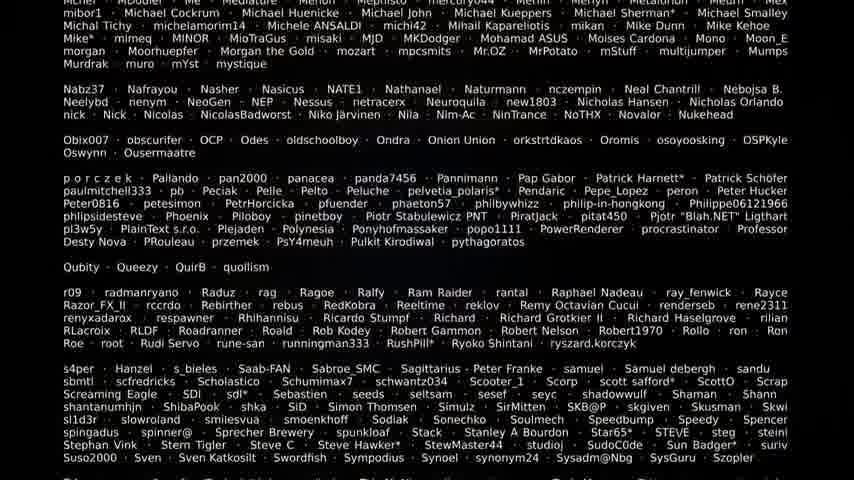 mibor1 · Michael Cockrum · Michael Huenicke · Michael John · Michael Kueppers · Michael Sherman* · Michael Smalley
Michal Tichy · michelamorim14 · Michele ANSALDI · michi42 · Mihail Kapareliotis · mikan · Mike Dunn · Mike Kehoe
Mike* · mimeq · MINOR · MioTraGus · misaki · MJD · MKDodger · Mohamad ASUS · Moises Cardona · Mono · Moon_E
morgan · Moorhuepfer · Morgan the Gold · mozart · mpcsmits · Mr.OZ · MrPotato · mStuff · multijumper · Mumps
Murdrak · muro · mYst · mystique
Nabz37 · Nafrayou · Nasher · Nasicus · NATE1 · Nathanael · Naturmann · nczempin · Neal Chantrill · Nebojsa B.
Neelybd · nenym · NeoGen · NEP · Nessus · netracerx · Neuroquila · new1803 · Nicholas Hansen · Nicholas Orlando
nick · Nick · Nicolas · NicolasBadworst · Niko Järvinen · Nila · Nim-Ac · NinTrance · NoTHX · Novalor · Nukehead
Obix007 · obscurifer · OCP · Odes · oldschoolboy · Ondra · Onion Union · orkstrtdkaos · Oromis · osoyoosking · OSPKyle
Oswynn · Ousermaatre
p o r c z e k · Pallando · pan2000 · panacea · panda7456 · Pannimann · Pap Gabor · Patrick Harnett* · Patrick Schöfer
paulmitchell333 · pb · Peciak · Pelle · Pelto · Peluche · pelvetia_polaris* · Pendaric · Pepe_Lopez · peron · Peter Hucker
Peter0816 · petesimon · PetrHorcicka · pfuender · phaeton57 · philbywhizz · philip-in-hongkong · Philippe06121966
phlipsidesteve · Phoenix · Piloboy · pinetboy · Piotr Stabulewicz PNT · PiratJack · pitat450 · Pjotr "Blah.NET" Ligthart
pl3w5y · PlainText s.r.o. · Plejaden · Polynesia · Ponyhofmassaker · popo1111 · PowerRenderer · procrastinator · Professor
Desty Nova · PRouleau · przemek · PsY4meuh · Pulkit Kirodiwal · pythagoratos
Qubity · Queezy · QuirB · quollism
r09 · radmanryano · Raduz · rag · Ragoe · Ralfy · Ram Raider · rantal · Raphael Nadeau · ray_fenwick · Rayce
Razor_FX_II · rccrdo · Rebirther · rebus · RedKobra · Reeltime · reklov · Remy Octavian Cucui · renderseb · rene2311
renyxadarox · respawner · Rhihannisu · Ricardo Stumpf · Richard · Richard Grotkier II · Richard Haselgrove · rilian
RLacroix · RLDF · Roadranner · Roald · Rob Kodey · Robert Gammon · Robert Nelson · Robert1970 · Rollo · ron · Ron
Roe · root · Rudi Servo · rune-san · runningman333 · RushPill* · Ryoko Shintani · ryszard.korczyk
s4per · Hanzel · s_bieles · Saab-FAN · Sabroe_SMC · Sagittarius - Peter Franke · samuel · Samuel debergh · sandu
sbmtl · scfredricks · Scholastico · Schumimax7 · schwantz034 · Scooter_1 · Scorp · scott safford* · ScottO · Scrap
Screaming Eagle · SDI · sdl* · Sebastien · seeds · seltsam · sesef · seyc · shadowwulf · Shaman · Shann
shantanumhjn · ShibaPook · shka · SiD · Simon Thomsen · Simulz · SirMitten · SKB@P · skgiven · Skusman · Skwi
sl1d3r · slowroland · smilesvua · smoenkhoff · Sodiak · Sonechko · Soulmech · Speedbump · Speedy · Spencer
spingadus · spinner@ · Sprecher Brewery · spunkloaf · Stack · Stanley A Bourdon · Star65* · STEVE · steg · steini
Stephan Vink · Stern Tigler · Steve C · Steve Hawker* · StewMaster44 · studioj · SudoC0de · Sun Badger* · suriv
Suso2000 · Sven · Sven Katkosilt · Swordfish · Sympodius · Synoel · synonym24 · Sysadm@Nbg · SysGuru · Szopler